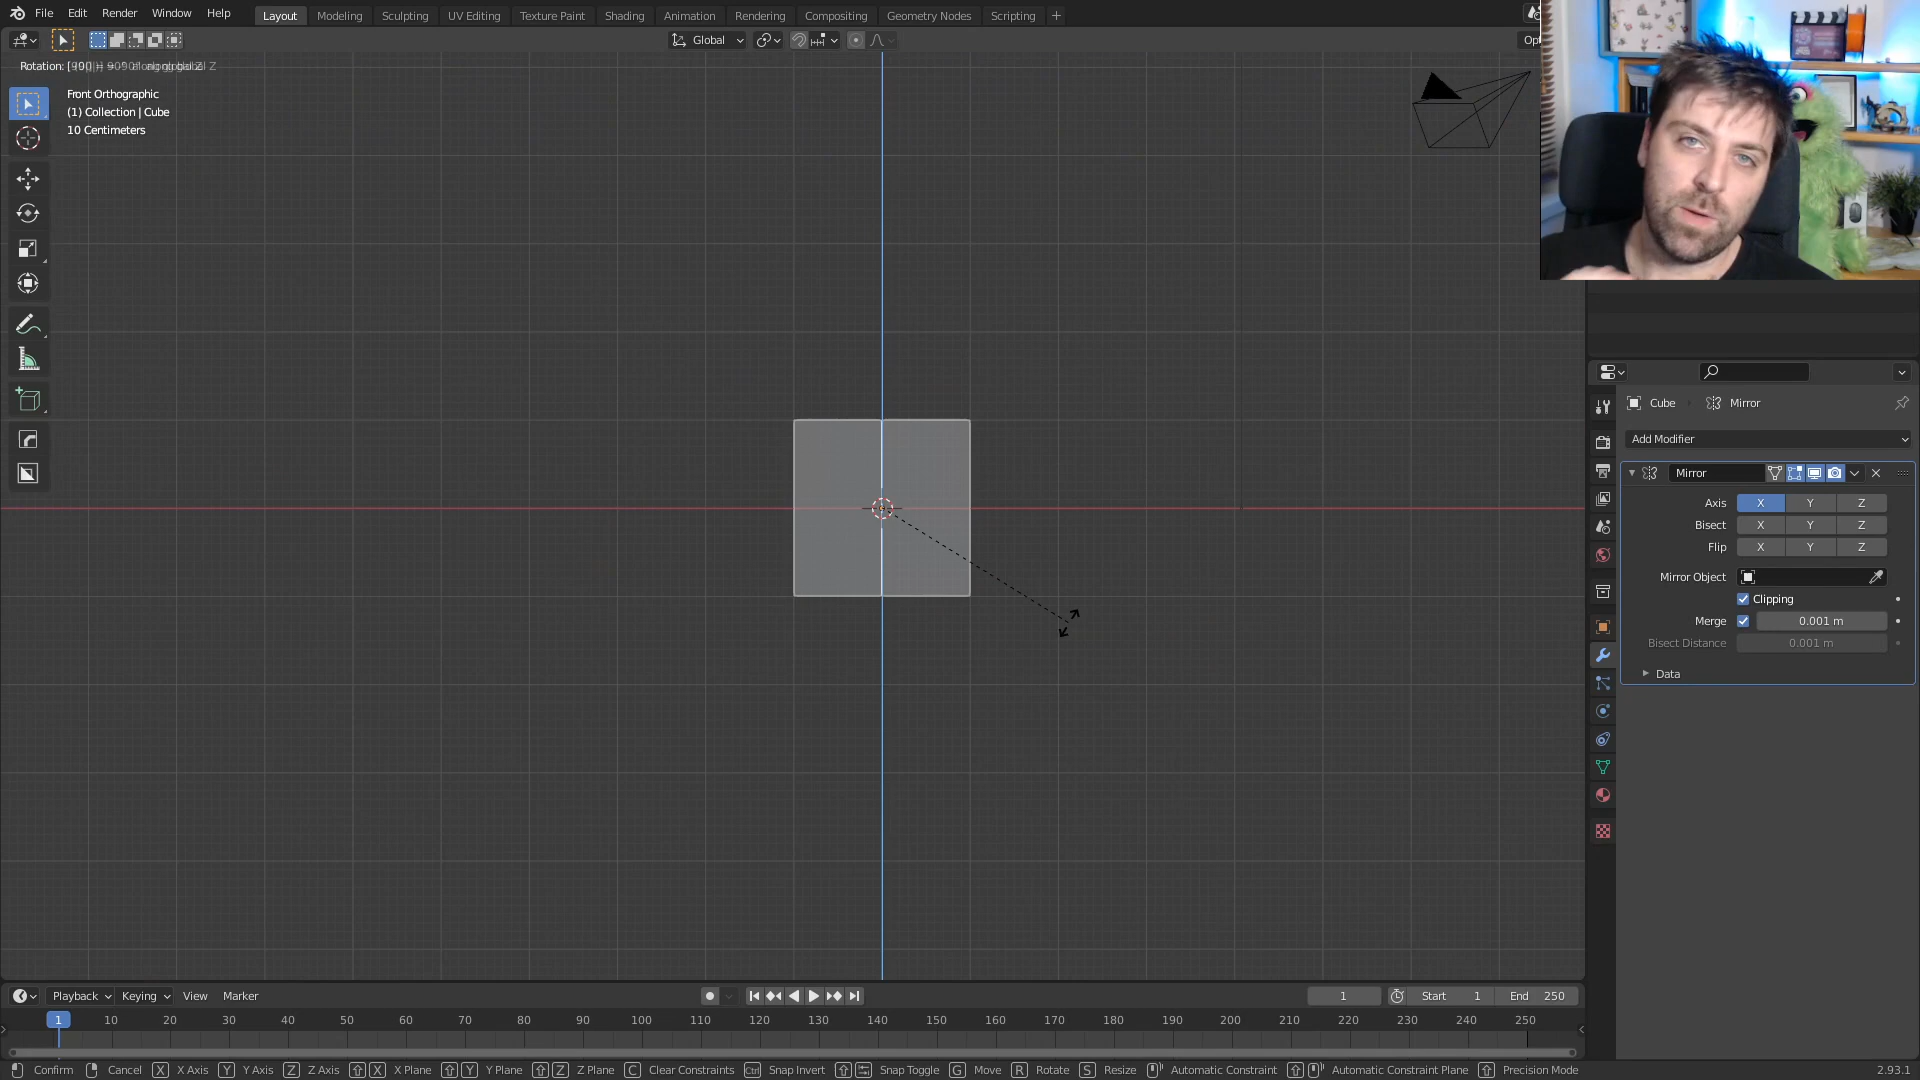 File Edit Render Window Help Layout Modeling Sculpting UV Editing Texture Paint Shading Animation Rendering Compositing Geometry Nodes Scripting +
Global
Front Orthographic
(1) Collection | Cube
10 Centimeters
Cube Mirror
Add Modifier
Mirror
Axis X Y Z
Bisect X Y Z
Flip X Y Z
Mirror Object
Clipping
Merge 0.001 m
Bisect Distance 0.001 m
Data
Playback Keying View Marker 1 Start 1 End 250
1 10 20 30 40 50 60 70 80 90 100 110 120 130 140 150 160 170 180 190 200 210 220 230 240 250
Confirm Cancel X X Axis Y Y Axis Z Z Axis X X Plane Y Y Plane Z Z Plane C Clear Constraints Ctrl Snap Invert Snap Toggle G Move R Rotate S Resize Automatic Constraint Automatic Constraint Plane Precision Mode 2.93.1